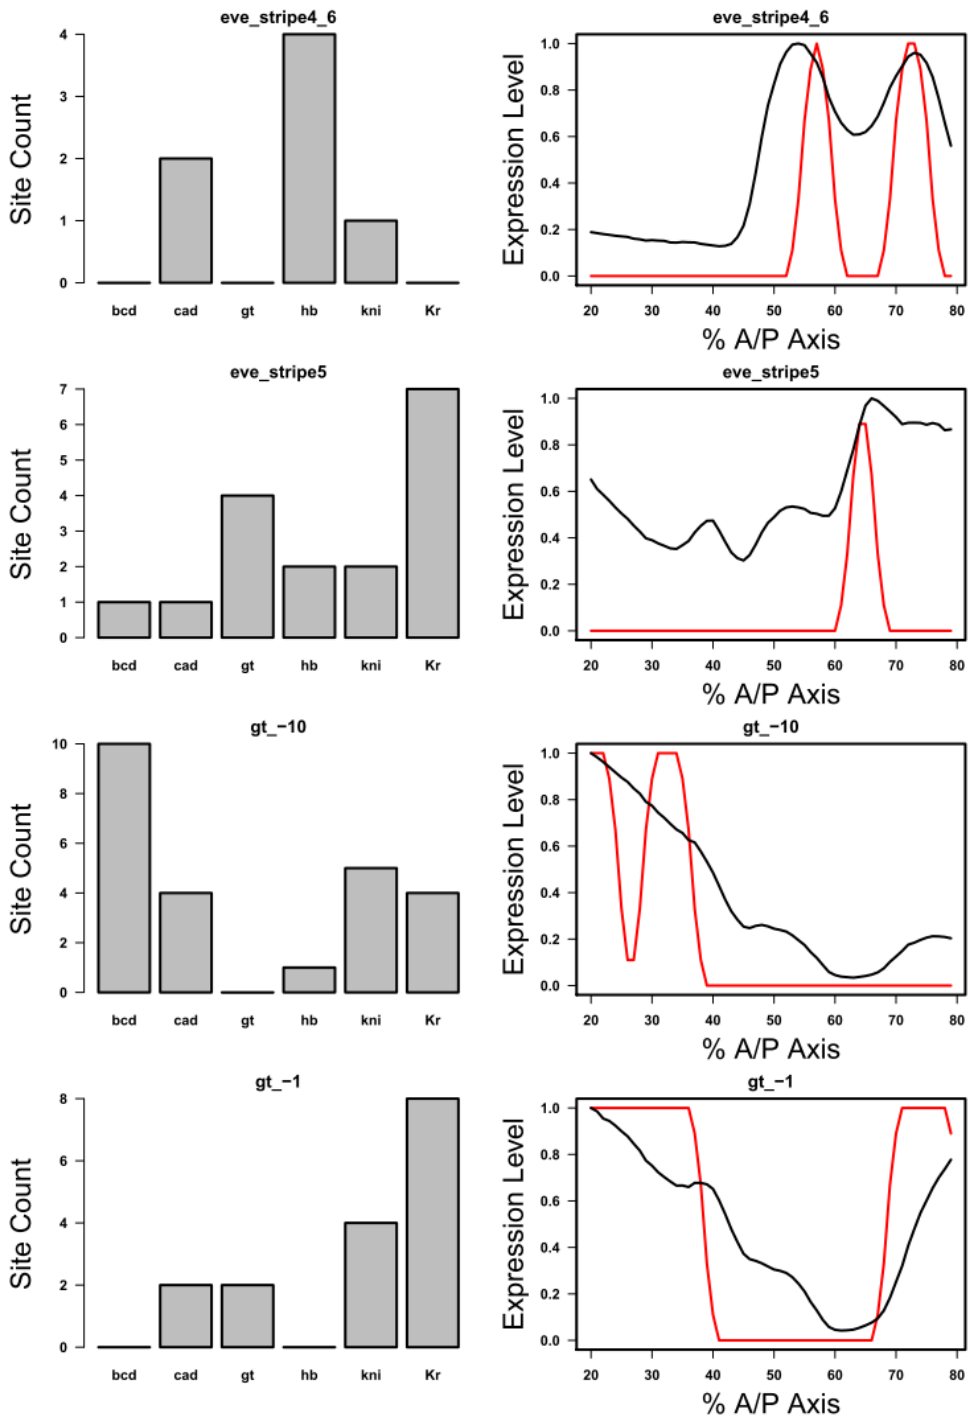 eve_stripe4_6
Site Count
4
3
2
1
0
bcd cad gt hb kni Kr
eve_stripe4_6
Expression Level
1.0
0.8
0.6
0.4
0.2
0.0
20 30 40 50 60 70 80
% A/P Axis
eve_stripe5
Site Count
7
6
5
4
3
2
1
0
bcd cad gt hb kni Kr
eve_stripe5
Expression Level
1.0
0.8
0.6
0.4
0.2
0.0
20 30 40 50 60 70 80
% A/P Axis
gt_−10
Site Count
10
8
6
4
2
0
bcd cad gt hb kni Kr
gt_−10
Expression Level
1.0
0.8
0.6
0.4
0.2
0.0
20 30 40 50 60 70 80
% A/P Axis
gt_−1
Site Count
8
6
4
2
0
bcd cad gt hb kni Kr
gt_−1
Expression Level
1.0
0.8
0.6
0.4
0.2
0.0
20 30 40 50 60 70 80
% A/P Axis